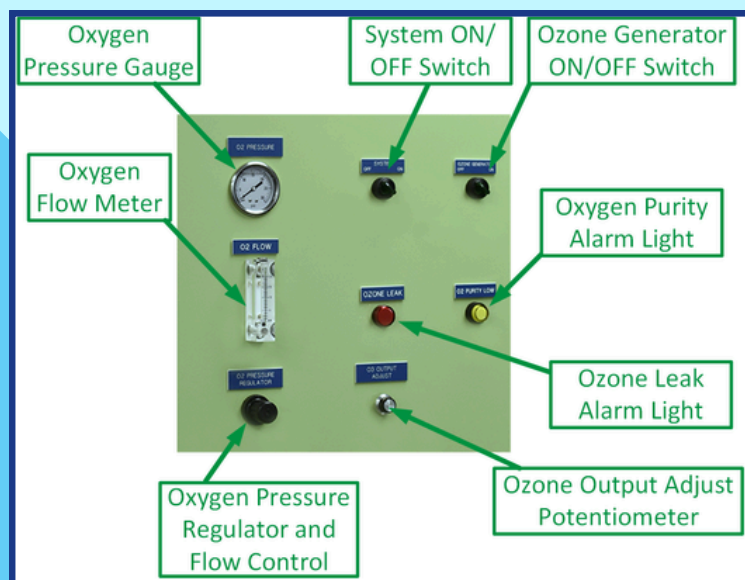 Oxygen
Pressure Gauge
System ON/
OFF Switch
Ozone Generator
ON/OFF Switch
O2 PRESSURE
SYSTEM
OFF ON
OZONE GENERATOR
OFF ON
Oxygen
Flow Meter
Oxygen Purity
Alarm Light
O2 FLOW
OZONE LEAK
O2 PURITY LOW
O2 PRESSURE
REGULATOR
O3 OUTPUT
ADJUST
Ozone Leak
Alarm Light
Oxygen Pressure
Regulator and
Flow Control
Ozone Output Adjust
Potentiometer